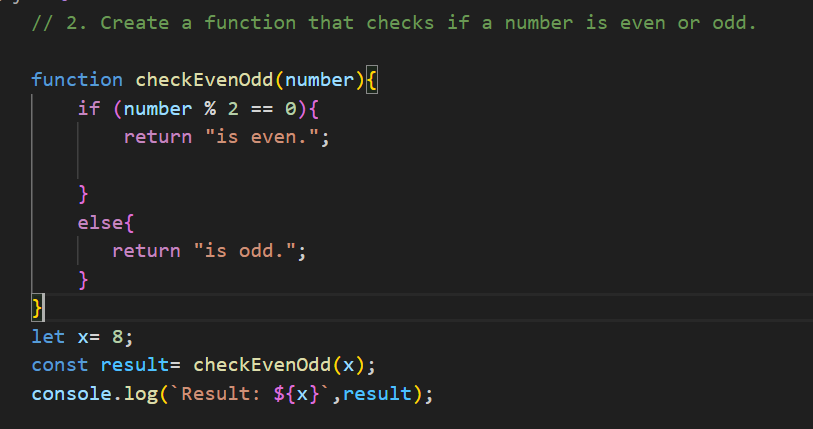 // 2. Create a function that checks if a number is even or odd.
function checkEvenOdd(number){
if (number % 2 == 0){
return "is even.";
}
else{
return "is odd.";
}
}
let x= 8;
const result= checkEvenOdd(x);
console.log(`Result: ${x}`,result);